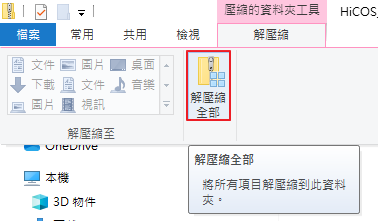 壓縮的資料夾工具
HiCOS_
檔案 常用 共用 檢視 解壓縮
文件 圖片 桌面
下載 文件 音樂
圖片 視訊
解壓縮至
解壓縮
全部
OneDrive
本機
3D 物件
解壓縮全部
將所有項目解壓縮到此資料
夾。